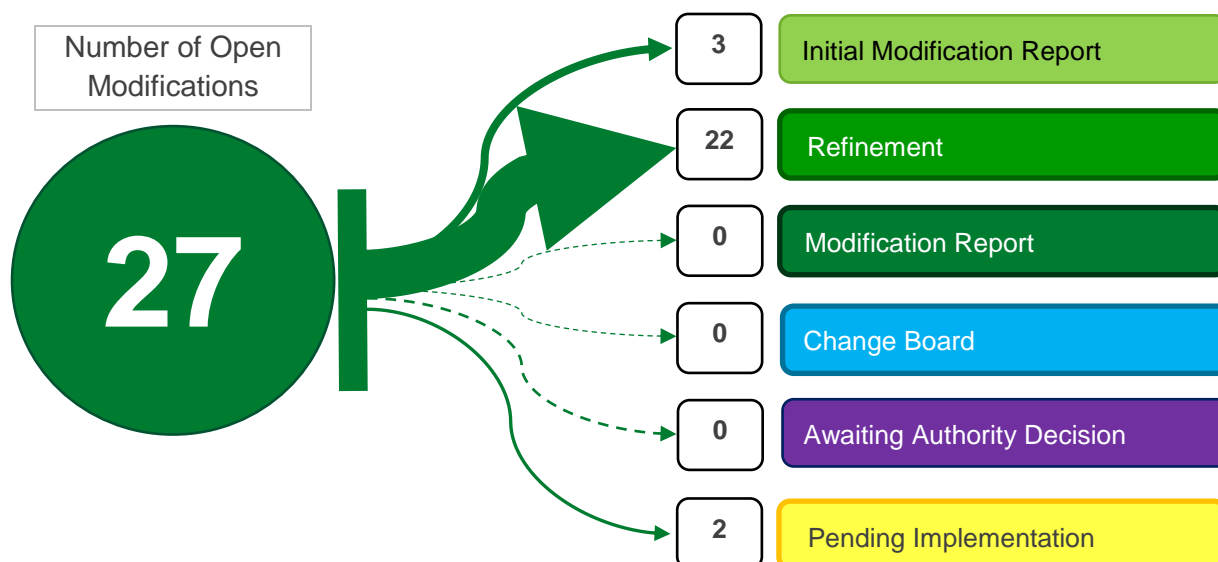 Number of Open
Modifications
27
3
Initial Modification Report
22
Refinement
0
Modification Report
0
Change Board
0
Awaiting Authority Decision
2
Pending Implementation